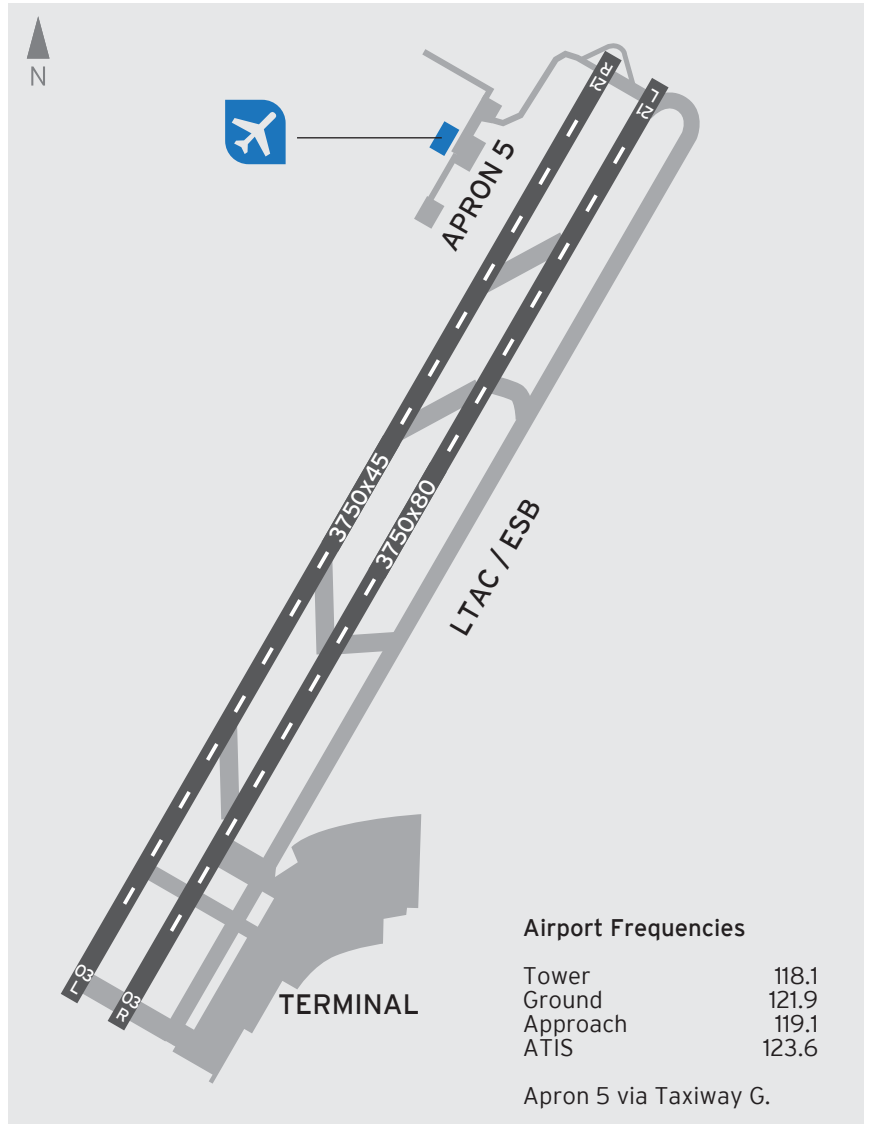 N
21
R
21
L
APRON 5
3750x45
3750x80
LTAC / ESB
03
L
03
R
TERMINAL
Airport Frequencies
Tower 118.1
Ground 121.9
Approach 119.1
ATIS 123.6
Apron 5 via Taxiway G.